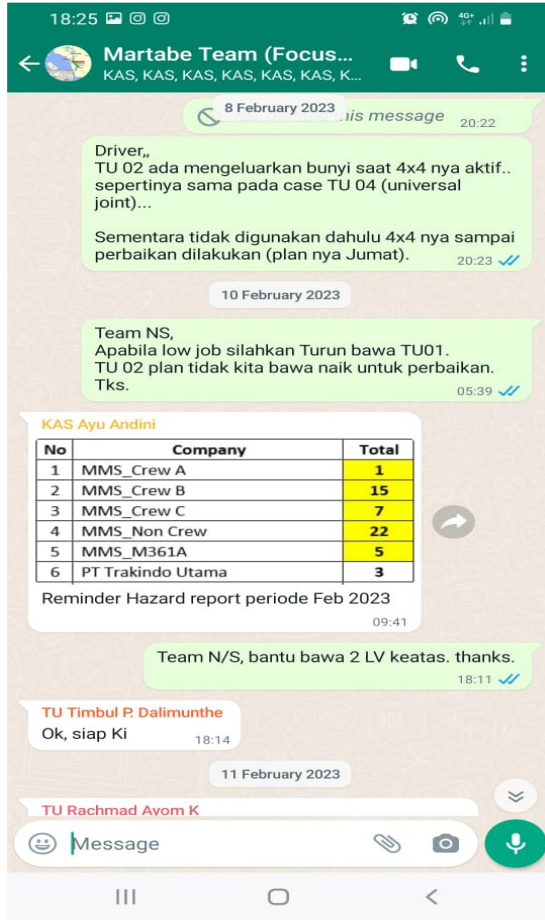 18:25
4G+
Martabe Team (Focus...
KAS, KAS, KAS, KAS, KAS, KAS, K...
8 February 2023
his message
20:22
Driver,,
TU 02 ada mengeluarkan bunyi saat 4x4 nya aktif..
sepertinya sama pada case TU 04 (universal
joint)...
Sementara tidak digunakan dahulu 4x4 nya sampai
perbaikan dilakukan (plan nya Jumat).
20:23
10 February 2023
Team NS,
Apabila low job silahkan Turun bawa TU01.
TU 02 plan tidak kita bawa naik untuk perbaikan.
Tks.
05:39
KAS Ayu Andini
No Company Total
1 MMS_Crew A 1
2 MMS_Crew B 15
3 MMS_Crew C 7
4 MMS_Non Crew 22
5 MMS_M361A 5
6 PT Trakindo Utama 3
Reminder Hazard report periode Feb 2023
09:41
Team N/S, bantu bawa 2 LV keatas. thanks.
18:11
TU Timbul P. Dalimunthe
Ok, siap Ki
18:14
11 February 2023
TU Rachmad Ayom K
Message